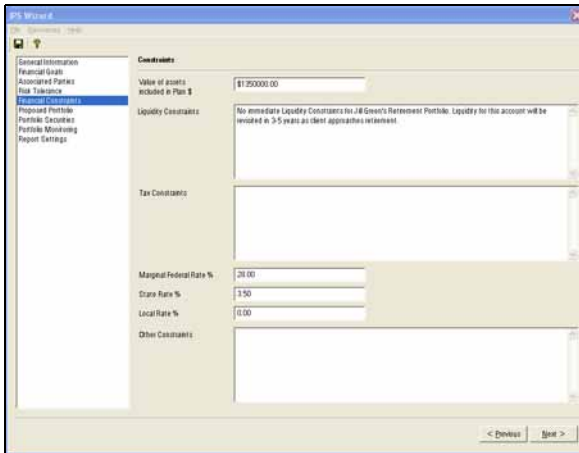 IPS Wizard
File Resources Help
General Information
Financial Goals
Associated Parties
Risk Tolerance
Financial Constraints
Proposed Portfolio
Portfolio Securities
Portfolio Monitoring
Report Settings
Constraints
Value of assets
included in Plan $
$1350000.00
Liquidity Constraints
No immediate Liquidity Constraints for Jill Green's Retirement Portfolio. Liquidity for this account will be
revisited in 3-5 years as client approaches retirement.
Tax Constraints
Marginal Federal Rate %
28.00
State Rate %
3.50
Local Rate %
0.00
Other Constraints
< Previous
Next >